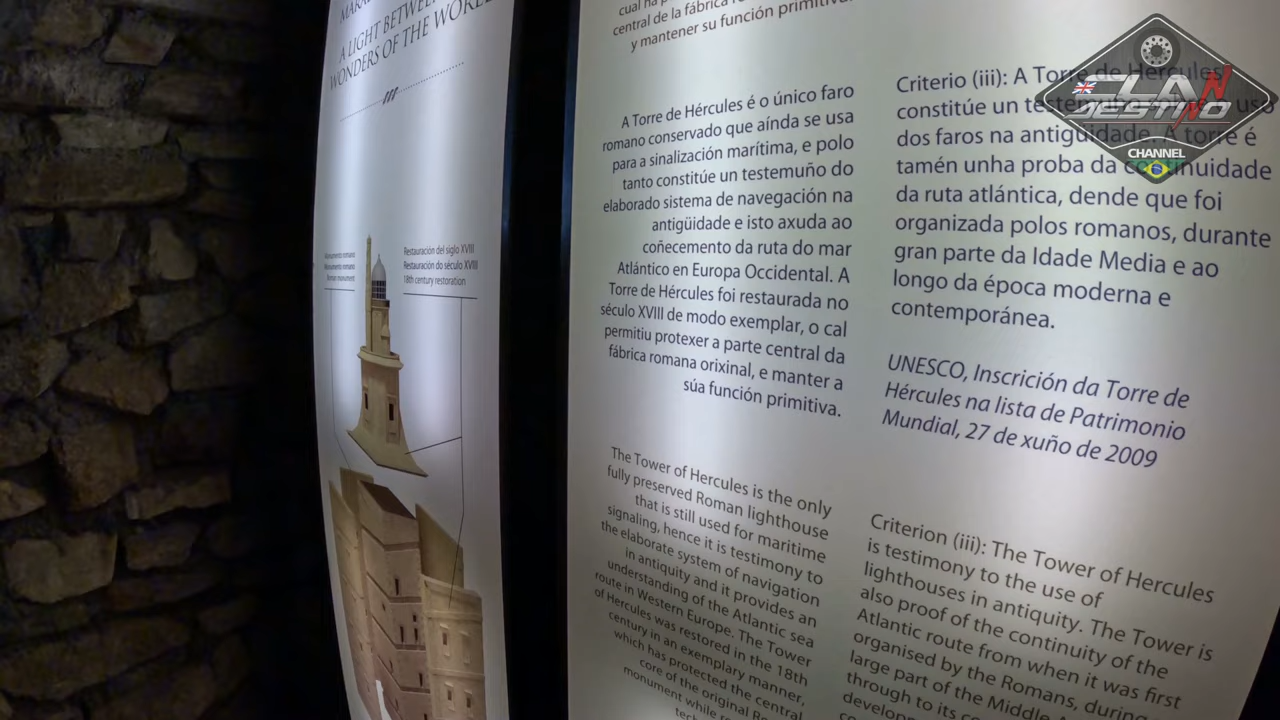 A LIGHT BETWEEN
WONDERS OF THE WORLD
Restauración del siglo XVIII
Restauración do século XVIII
18th century restoration
central de la fábrica
y mantener su función primitiva.
A Torre de Hércules é o único faro
romano conservado que aínda se usa
para a sinalización marítima, e polo
tanto constitúe un testemuño do
elaborado sistema de navegación na
antigüidade e isto axuda ao
coñecemento da ruta do mar
Atlántico en Europa Occidental. A
Torre de Hércules foi restaurada no
século XVIII de modo exemplar, o cal
permitiu protexer a parte central da
fábrica romana orixinal, e manter a
súa función primitiva.
The Tower of Hercules is the only
fully preserved Roman lighthouse
that is still used for maritime
signaling, hence it is testimony to
the elaborate system of navigation
in antiquity and it provides an
understanding of the Atlantic sea
route in Western Europe. The Tower
of Hercules was restored in the 18th
century in an exemplary manner,
which has protected the central
core of the original
monument while
Criterio (iii): A Torre de Hércules
constitúe un testemuño do uso
dos faros na antigüidade. A torre é
tamén unha proba da continuidade
da ruta atlántica, dende que foi
organizada polos romanos, durante
gran parte da Idade Media e ao
longo da época moderna e
contemporánea.
UNESCO, Inscrición da Torre de
Hércules na lista de Patrimonio
Mundial, 27 de xuño de 2009
Criterion (iii): The Tower of Hercules
is testimony to the use of
lighthouses in antiquity. The Tower is
also proof of the continuity of the
Atlantic route from when it was first
organised by the Romans, during
large part of the Middle
through to its
CLAN
DESTINO
CHANNEL